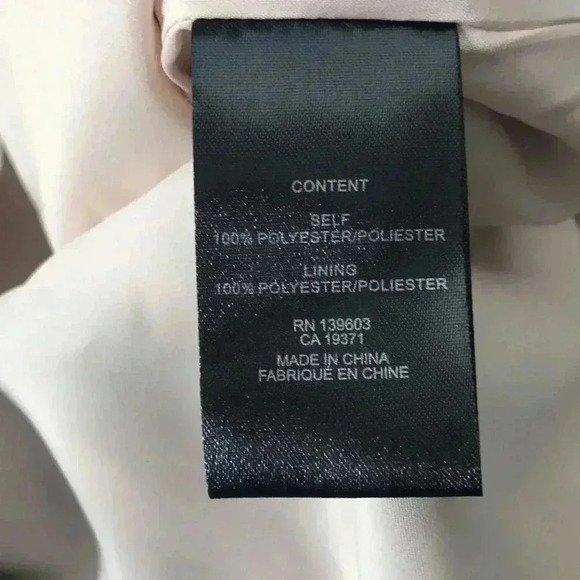 CONTENT
SELF
100% POLYESTER/POLIESTER
LINING
100% POLYESTER/POLIESTER
RN 139603
CA 19371
MADE IN CHINA
FABRIQUÉ EN CHINE